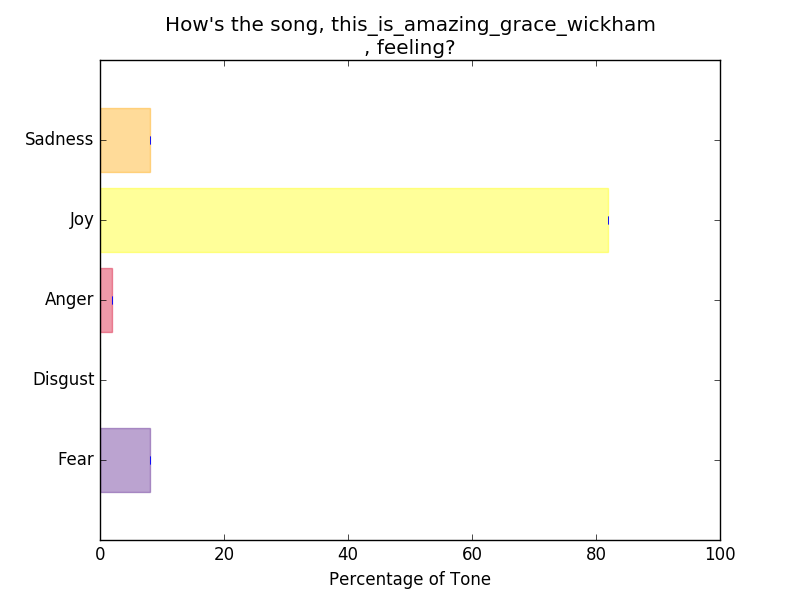 How's the song, this_is_amazing_grace_wickham
, feeling?
Sadness
Joy
Anger
Disgust
Fear
0 20 40 60 80 100
Percentage of Tone